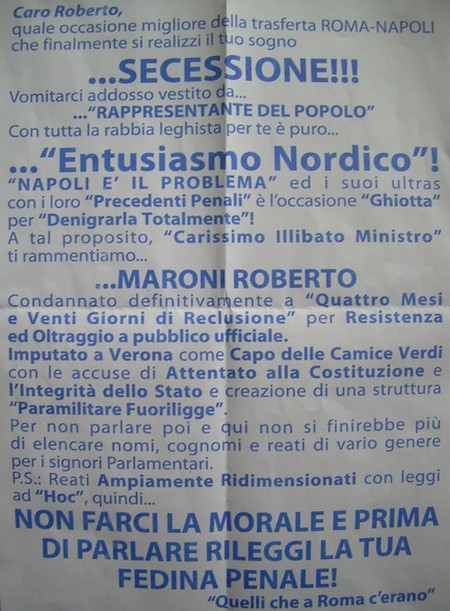 Caro Roberto,
quale occasione migliore della trasferta ROMA-NAPOLI
che finalmente si realizzi il tuo sogno
...SECESSIONE!!!
Vomitarci addosso vestito da...
..."RAPPRESENTANTE DEL POPOLO"
Con tutta la rabbia leghista per te è puro...
..."Entusiasmo Nordico"!
"NAPOLI E' IL PROBLEMA" ed i suoi ultras
con i loro "Precedenti Penali" è l'occasione "Ghiotta"
per "Denigrarla Totalmente"!
A tal proposito, "Carissimo Illibato Ministro"
ti rammentiamo...
...MARONI ROBERTO
Condannato definitivamente a "Quattro Mesi
e Venti Giorni di Reclusione" per Resistenza
ed Oltraggio a pubblico ufficiale.
Imputato a Verona come Capo delle Camice Verdi
con le accuse di Attentato alla Costituzione e
l'Integrità dello Stato e creazione di una struttura
"Paramilitare Fuoriligge".
Per non parlare poi e qui non si finirebbe più
di elencare nomi, cognomi e reati di vario genere
per i signori Parlamentari.
P.S.: Reati Ampiamente Ridimensionati con leggi
ad "Hoc", quindi...
NON FARCI LA MORALE E PRIMA
DI PARLARE RILEGGI LA TUA
FEDINA PENALE!
"Quelli che a Roma c'erano"